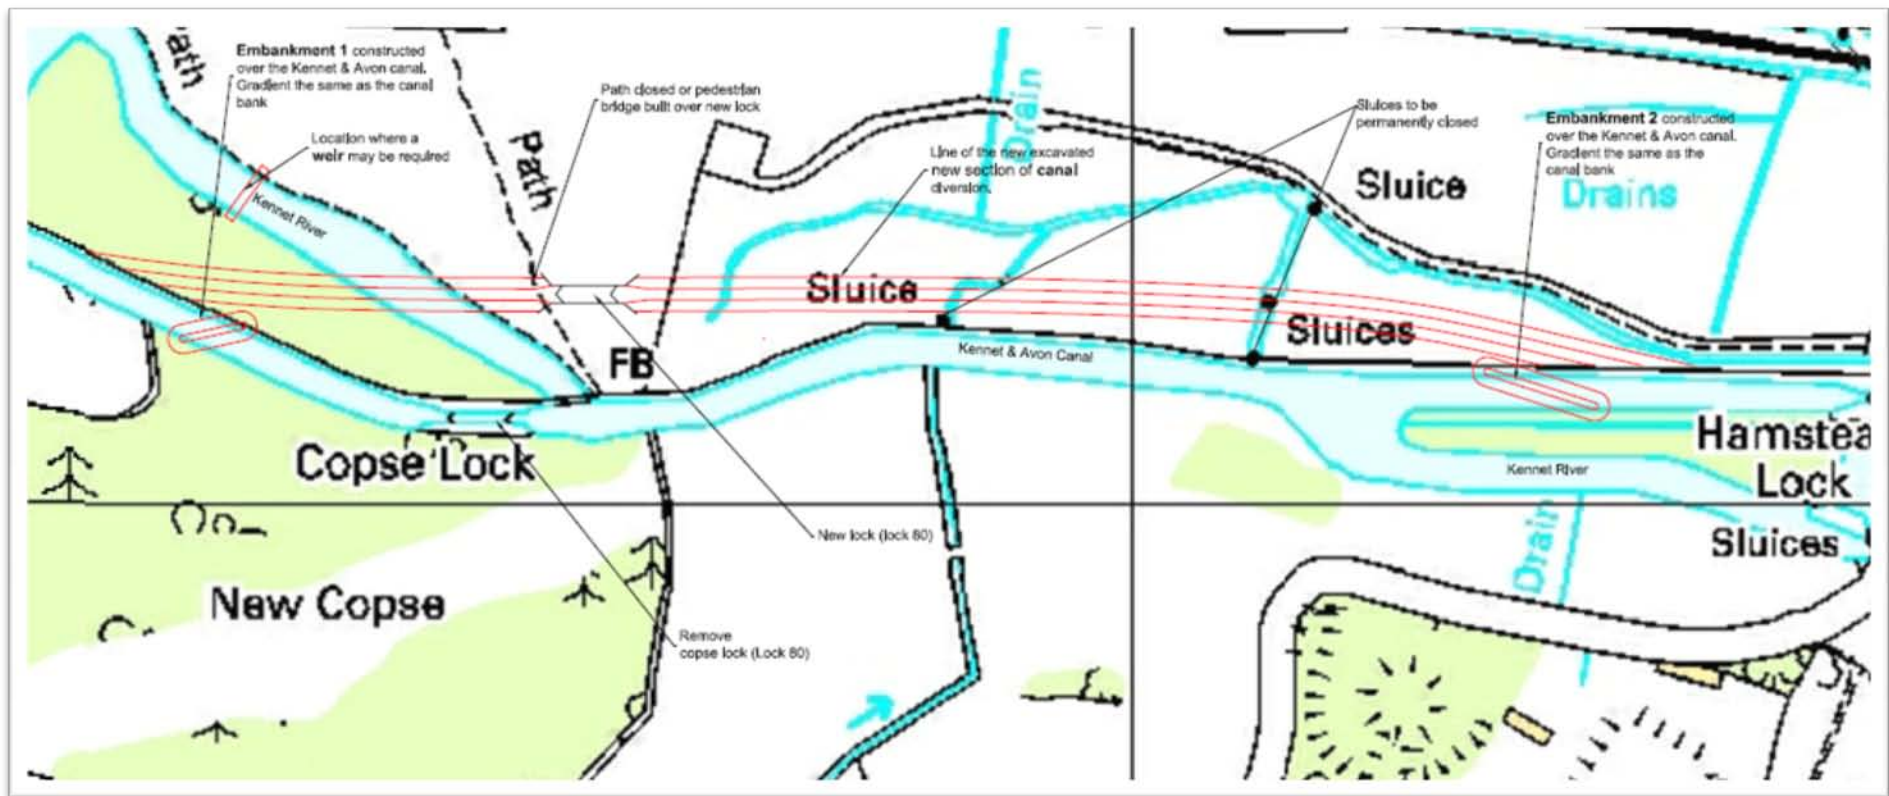 ath
Embankment 1 constructed
over the Kennet & Avon canal.
Gradient the same as the canal
bank
Location where a
weir may be required
Kennet River
Path
Path closed or pedestrian
bridge built over new lock
Drain
Line of the new excavated
new section of canal
diversion.
Sluices to be
permanently closed
Sluice
Embankment 2 constructed
over the Kennet & Avon canal.
Gradient the same as the
canal bank
Drains
Sluice
Sluices
FB
Kennet & Avon Canal
Copse Lock
Hamstea
Lock
Kennet River
New lock (lock 80)
Drain
Sluices
New Copse
Remove
copse lock (Lock 80)